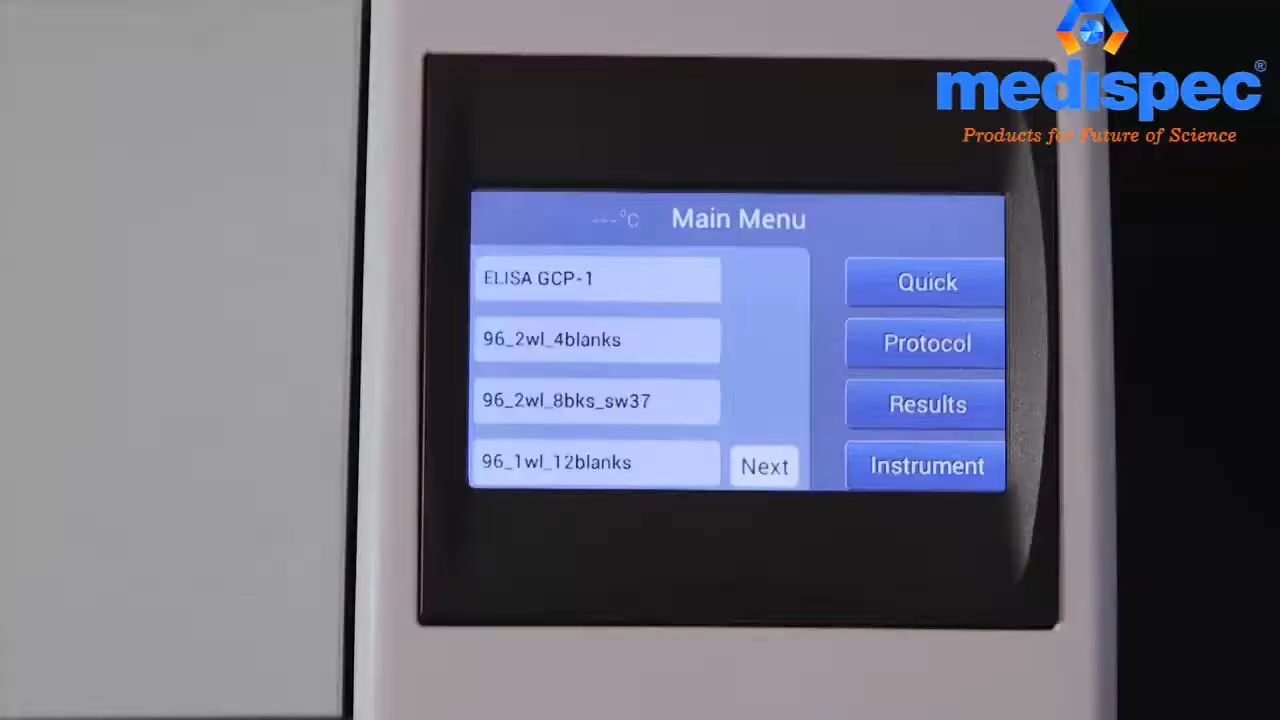 medispec®
Products for Future of Science
---°C Main Menu
ELISA GCP-1
96_2wl_4blanks
96_2wl_8bks_sw37
96_1wl_12blanks
Next
Quick
Protocol
Results
Instrument